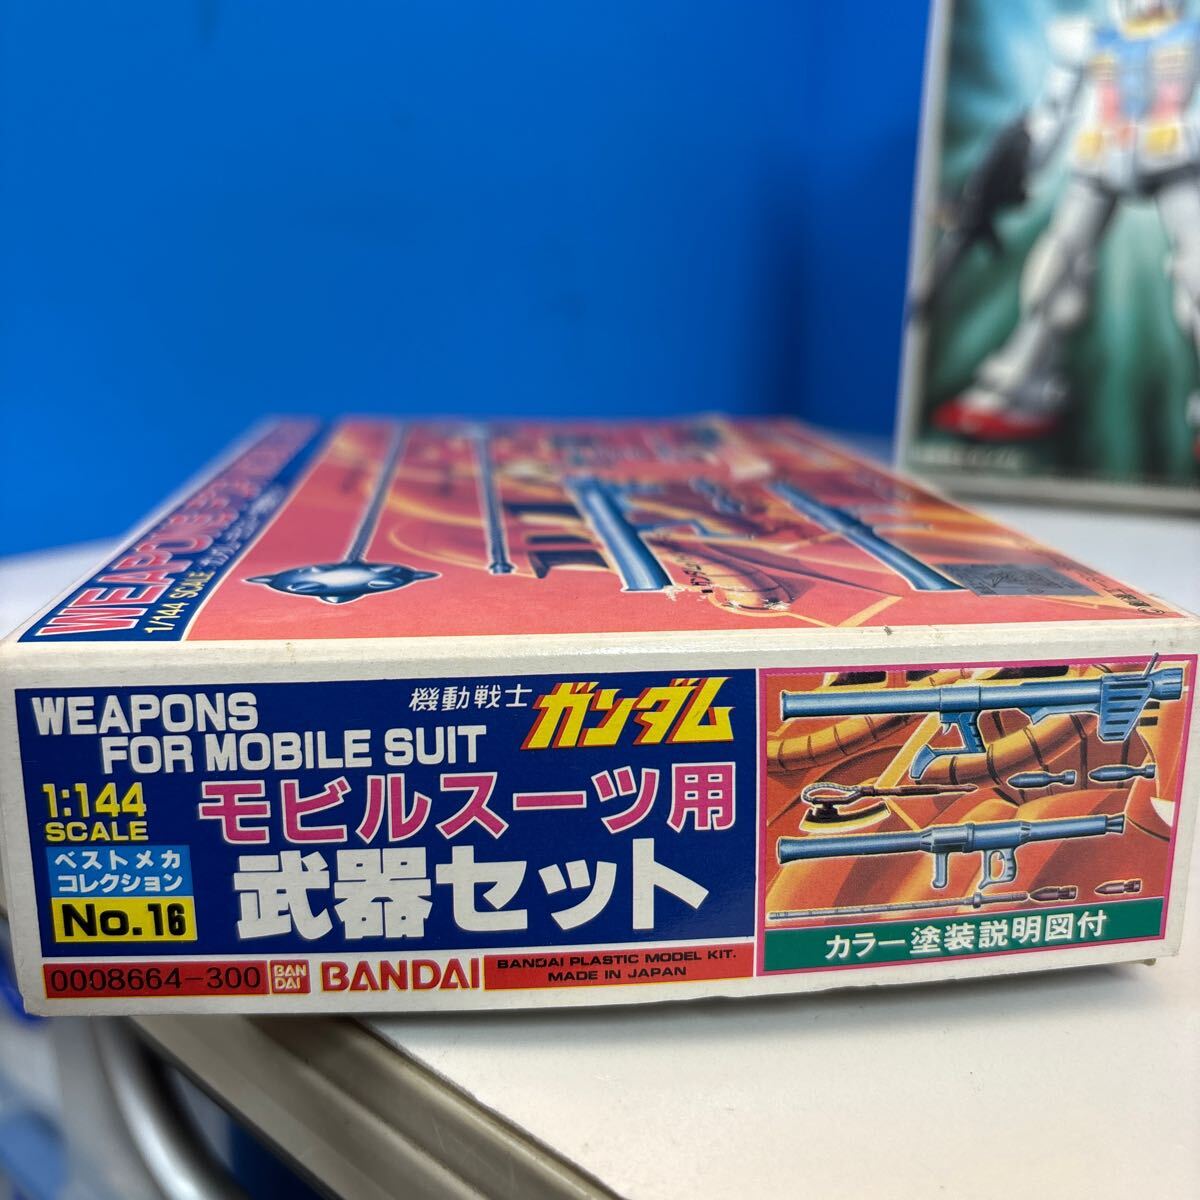 1/144 SCALE
WEAPONS
FOR MOBILE SUIT
機動戦士 ガンダム
1:144
SCALE
モビルスーツ用
武器セット
ベストメカ
コレクション
No.16
0008664-300
BAN
DAI
BANDAI
BANDAI PLASTIC MODEL KIT.
MADE IN JAPAN
カラー塗装説明図付